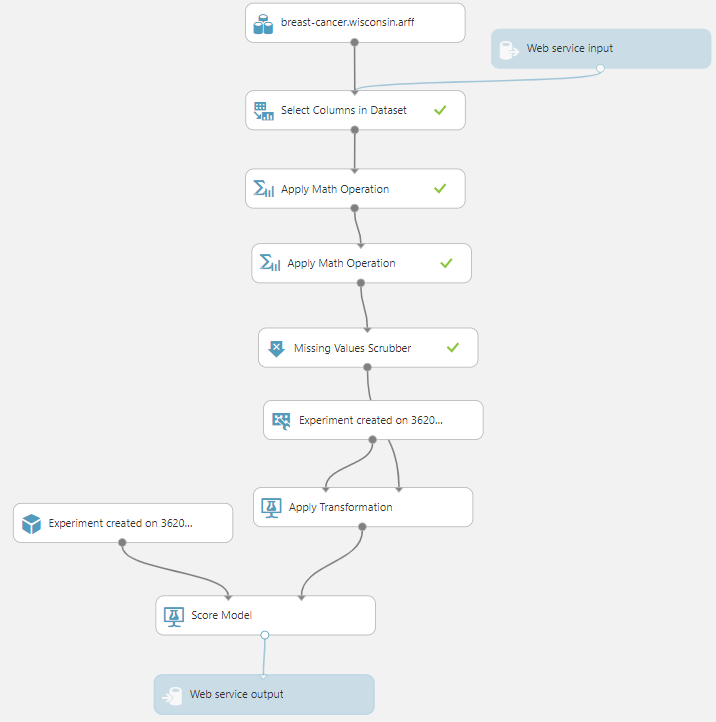 breast-cancer.wisconsin.arff
Web service input
Select Columns in Dataset
Apply Math Operation
Apply Math Operation
Missing Values Scrubber
Experiment created on 3620...
Apply Transformation
Experiment created on 3620...
Score Model
Web service output